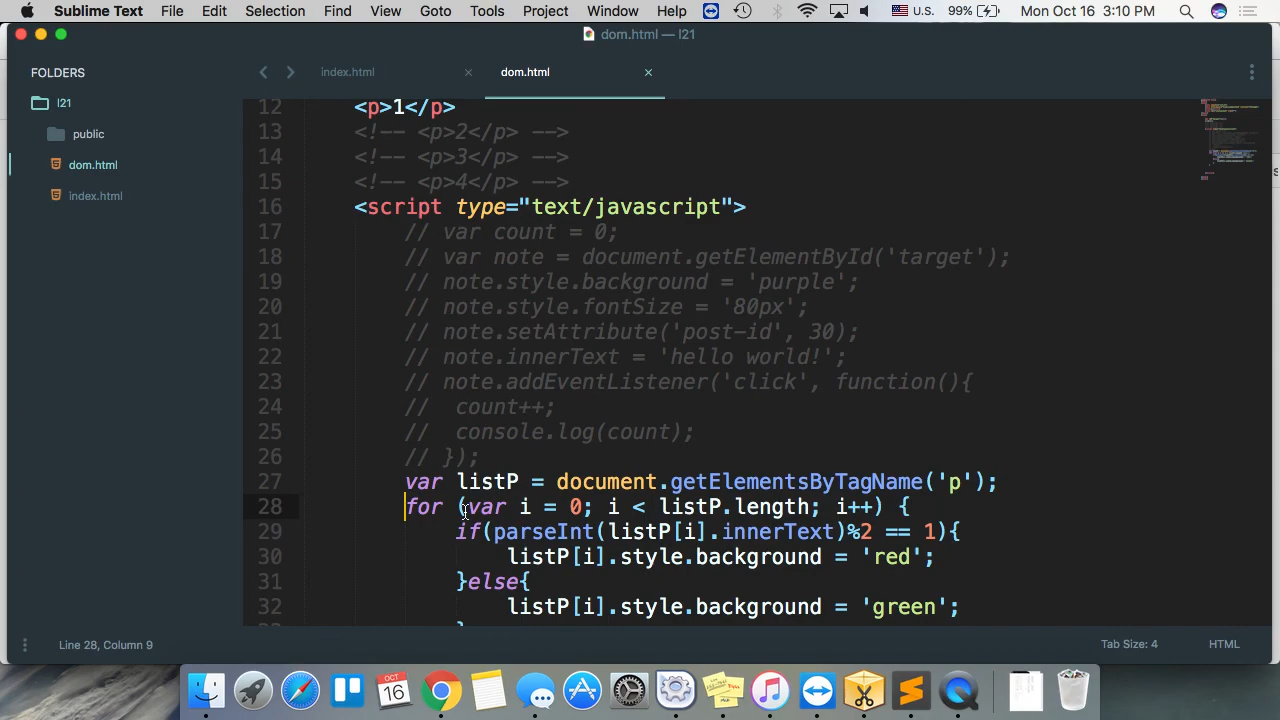 Sublime Text File Edit Selection Find View Goto Tools Project Window Help U.S. 99% Mon Oct 16 3:10 PM
dom.html — l21
FOLDERS
l21
public
dom.html
index.html
index.html × dom.html ×
12 <p>1</p>
13 <!-- <p>2</p> -->
14 <!-- <p>3</p> -->
15 <!-- <p>4</p> -->
16 <script type="text/javascript">
17 // var count = 0;
18 // var note = document.getElementById('target');
19 // note.style.background = 'purple';
20 // note.style.fontSize = '80px';
21 // note.setAttribute('post-id', 30);
22 // note.innerText = 'hello world!';
23 // note.addEventListener('click', function(){
24 // count++;
25 // console.log(count);
26 // });
27 var listP = document.getElementsByTagName('p');
28 for (var i = 0; i < listP.length; i++) {
29 if(parseInt(listP[i].innerText)%2 == 1){
30 listP[i].style.background = 'red';
31 }else{
32 listP[i].style.background = 'green';
Line 28, Column 9 Tab Size: 4 HTML
OCT
16